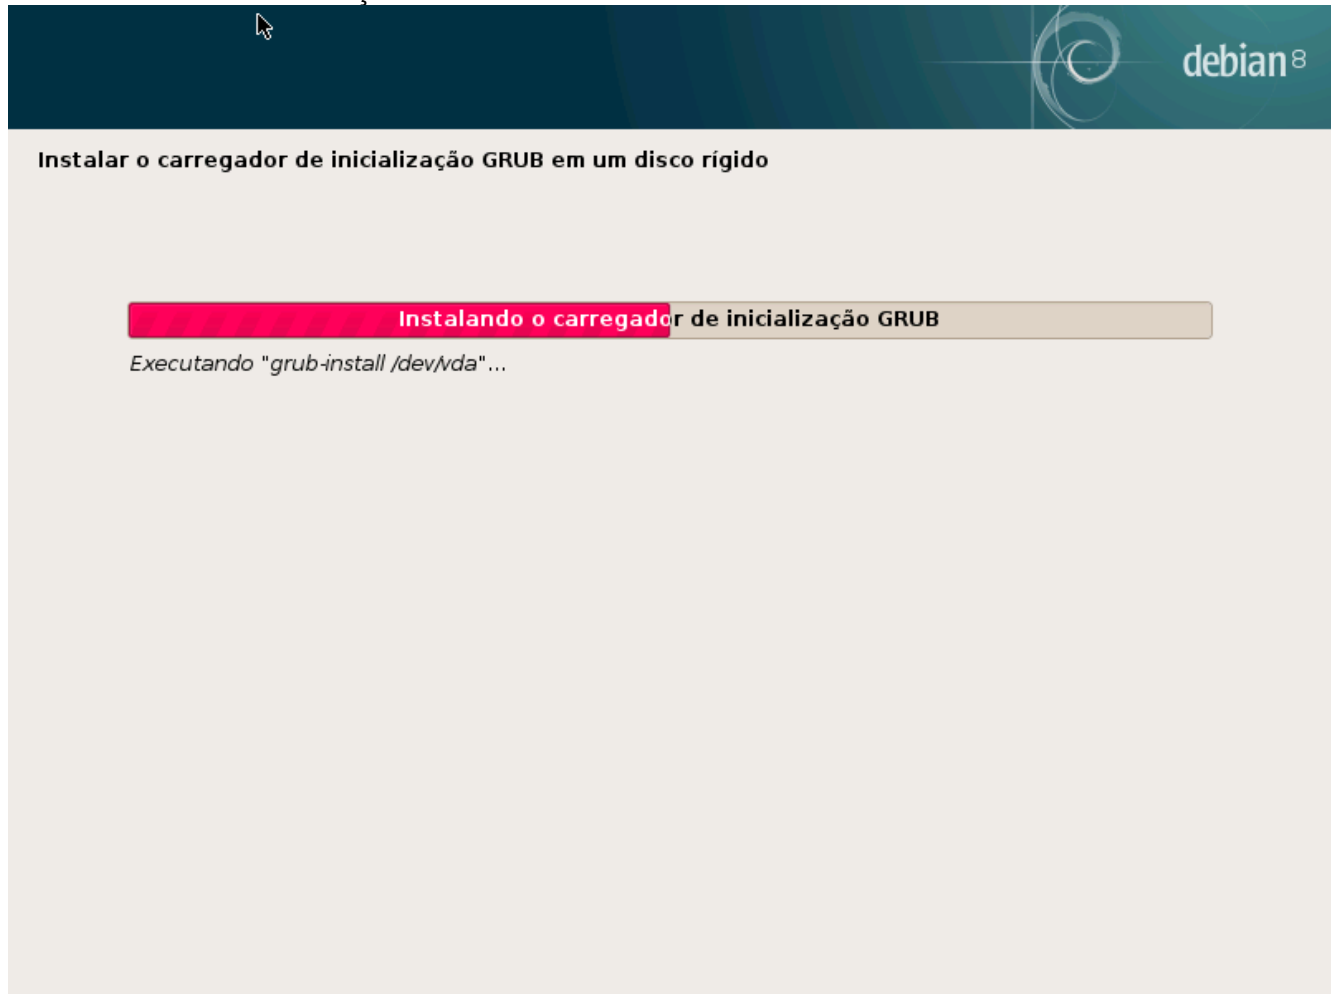 debian 8
Instalar o carregador de inicialização GRUB em um disco rígido
Instalando o carregador de inicialização GRUB
Executando "grub-install /dev/vda"...